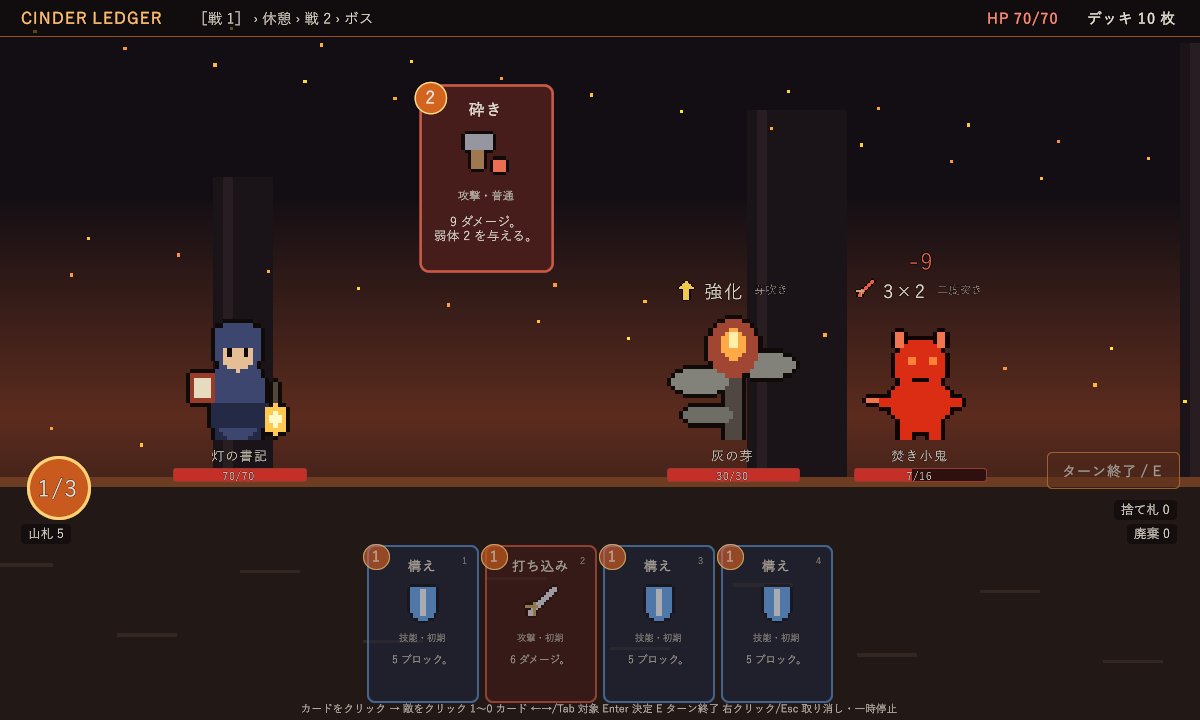 CINDER LEDGER
［戦 1］ › 休憩 › 戦 2 › ボス
HP 70/70
デッキ 10 枚
2
砕き
攻撃・普通
9 ダメージ。
弱体 2 を与える。
-9
強化
芽吹き
3×2
二度突き
灯の書記
70/70
灰の芽
30/30
焚き小鬼
7/16
1/3
ターン終了 / E
山札 5
捨て札 0
廃棄 0
1
構え
1
技能・初期
5 ブロック。
1
打ち込み
2
攻撃・初期
6 ダメージ。
1
構え
3
技能・初期
5 ブロック。
1
構え
4
技能・初期
5 ブロック。
カードをクリック → 敵をクリック 1〜0 カード ←→/Tab 対象 Enter 決定 E ターン終了 右クリック/Esc 取り消し・一時停止